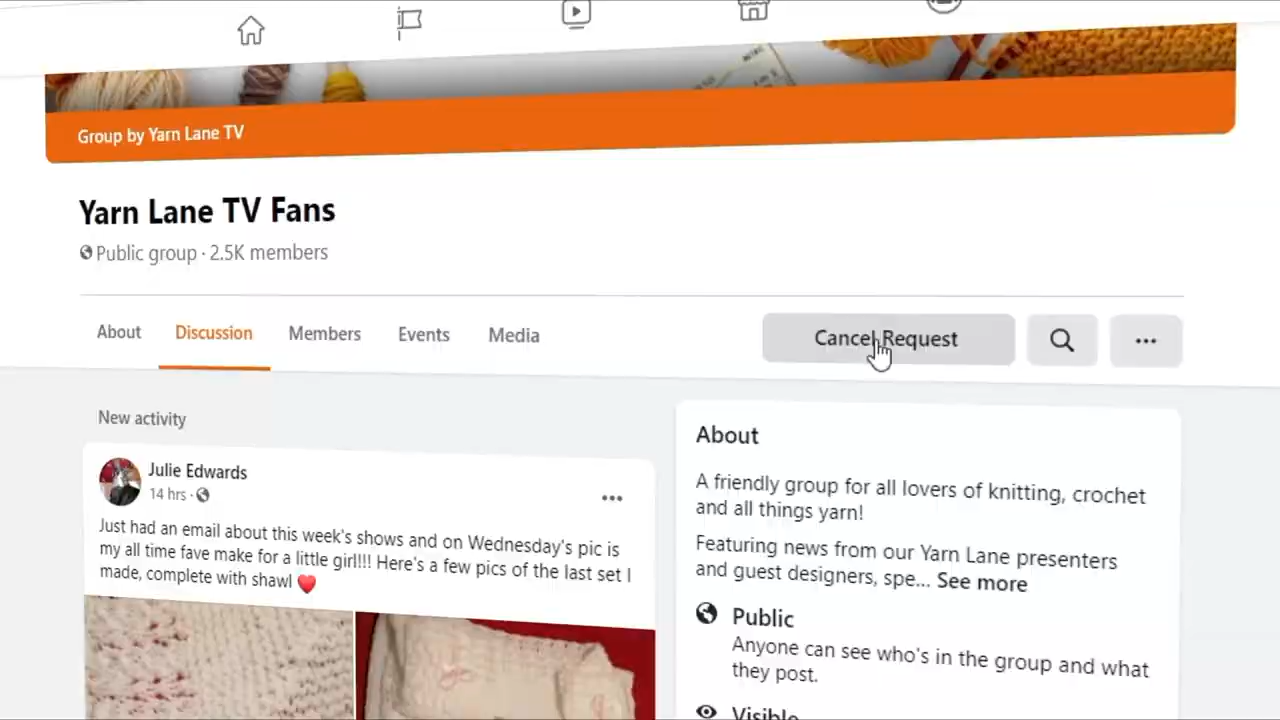 Group by Yarn Lane TV
Yarn Lane TV Fans
Public group · 2.5K members
About
Discussion
Members
Events
Media
Cancel Request
New activity
Julie Edwards
14 hrs ·
Just had an email about this week's shows and on Wednesday's pic is
my all time fave make for a little girl!!! Here's a few pics of the last set I
made, complete with shawl ❤️
About
A friendly group for all lovers of knitting, crochet
and all things yarn!
Featuring news from our Yarn Lane presenters
and guest designers, spe... See more
Public
Anyone can see who's in the group and what
they post.
Visible